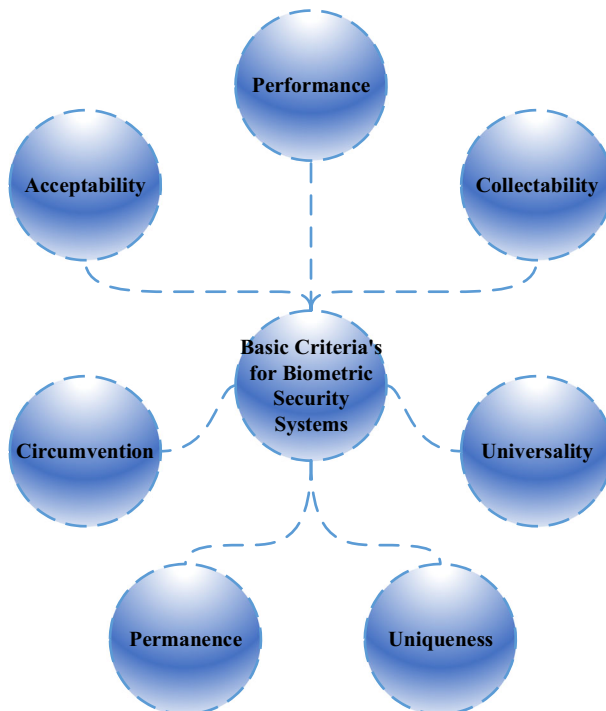 Performance
Acceptability
Collectability
Basic Criteria's
for Biometric
Security
Systems
Circumvention
Universality
Permanence
Uniqueness